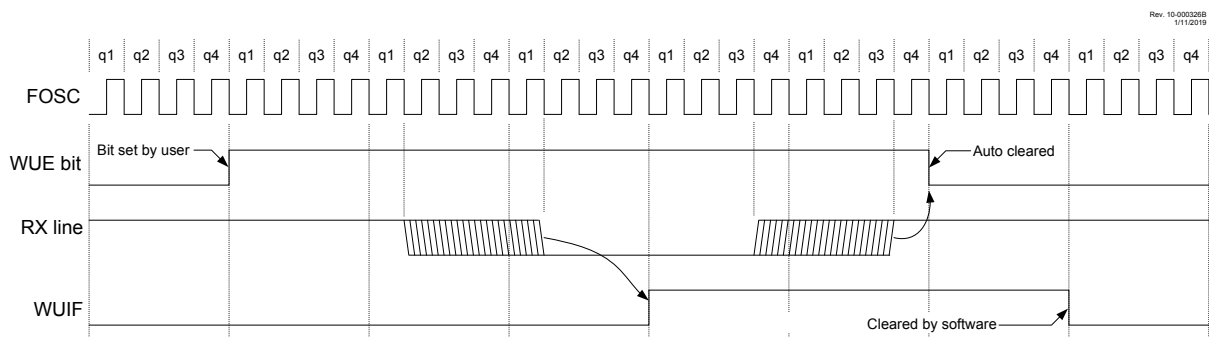 Rev. 10-000326B
1/11/2019
q1 q2 q3 q4 q1 q2 q3 q4 q1 q2 q3 q4 q1 q2 q3 q4 q1 q2 q3 q4 q1 q2 q3 q4 q1 q2 q3 q4 q1 q2 q3 q4
FOSC
Bit set by user
Auto cleared
WUE bit
RX line
WUIF
Cleared by software